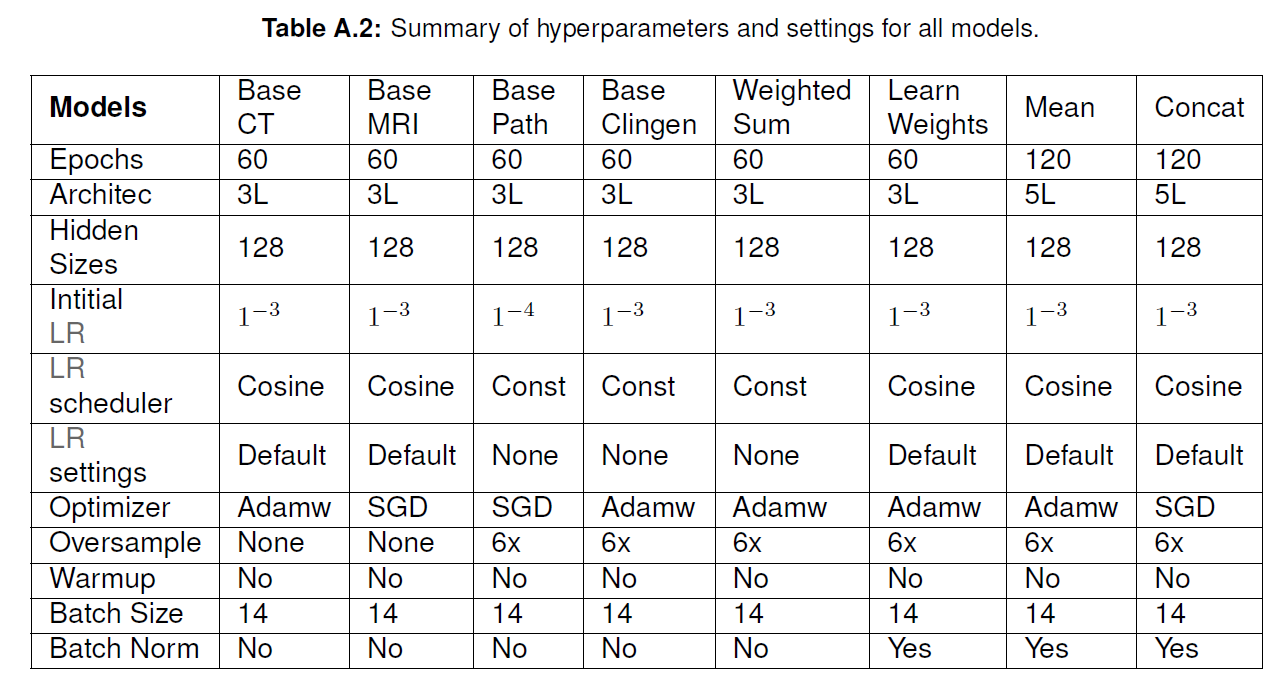 Table A.2: Summary of hyperparameters and settings for all models.
Models | Base CT | Base MRI | Base Path | Base Clingen | Weighted Sum | Learn Weights | Mean | Concat
Epochs | 60 | 60 | 60 | 60 | 60 | 60 | 120 | 120
Architec | 3L | 3L | 3L | 3L | 3L | 3L | 5L | 5L
Hidden Sizes | 128 | 128 | 128 | 128 | 128 | 128 | 128 | 128
Intitial LR | 1⁻³ | 1⁻³ | 1⁻⁴ | 1⁻³ | 1⁻³ | 1⁻³ | 1⁻³ | 1⁻³
LR scheduler | Cosine | Cosine | Const | Const | Const | Cosine | Cosine | Cosine
LR settings | Default | Default | None | None | None | Default | Default | Default
Optimizer | Adamw | SGD | SGD | Adamw | Adamw | Adamw | Adamw | SGD
Oversample | None | None | 6x | 6x | 6x | 6x | 6x | 6x
Warmup | No | No | No | No | No | No | No | No
Batch Size | 14 | 14 | 14 | 14 | 14 | 14 | 14 | 14
Batch Norm | No | No | No | No | No | Yes | Yes | Yes